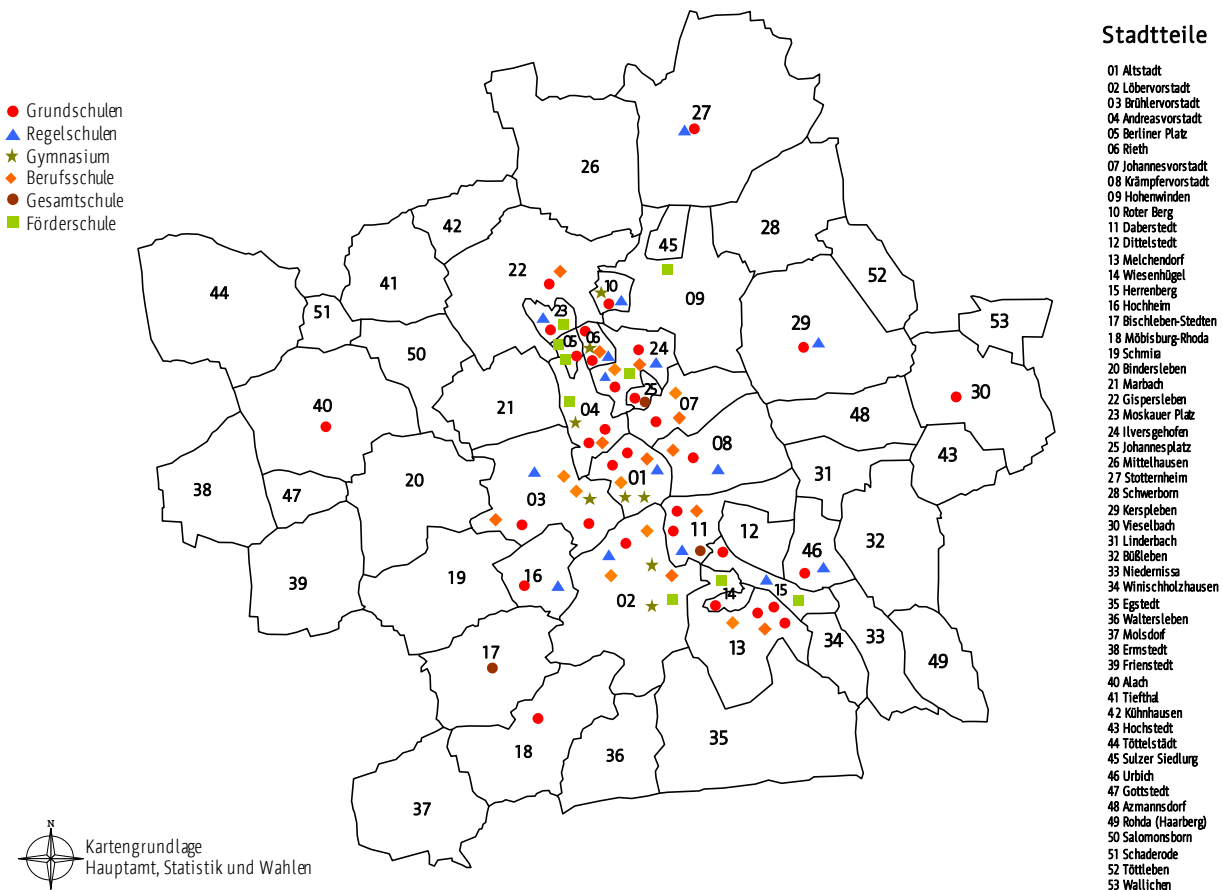 Stadtteile
01 Altstadt
02 Löbervorstadt
03 Brühlervorstadt
04 Andreasvorstadt
05 Berliner Platz
06 Rieth
07 Johannesvorstadt
08 Krämpfervorstadt
09 Hohenwinden
10 Roter Berg
11 Daberstedt
12 Dittelstedt
13 Melchendorf
14 Wiesenhügel
15 Herrenberg
16 Hochheim
17 Bischleben-Stedten
18 Möbisburg-Rhoda
19 Schmira
20 Bindersleben
21 Marbach
22 Gispersleben
23 Moskauer Platz
24 Ilversgehofen
25 Johannesplatz
26 Mittelhausen
27 Stotternheim
28 Schwerborn
29 Kerspleben
30 Vieselbach
31 Linderbach
32 Büßleben
33 Niedernissa
34 Winischholzhausen
35 Egstedt
36 Waltersleben
37 Molsdorf
38 Ermstedt
39 Frienstedt
40 Alach
41 Tiefthal
42 Kühnhausen
43 Hochstedt
44 Töttelstädt
45 Sulzer Siedlung
46 Urbich
47 Gottstedt
48 Azmannsdorf
49 Rohda (Haarberg)
50 Salomonsborn
51 Schaderode
52 Töttleben
53 Wallichen
Grundschulen
Regelschulen
Gymnasium
Berufsschule
Gesamtschule
Förderschule
27
26
42
28
45
22
52
41
44
10
09
51
23
29
53
06
05
24
50
25
30
40
21
04
07
48
08
43
01
31
20
38
47
03
11
12
32
46
39
19
16
14
15
02
33
17
13
34
49
35
18
36
37
N
Kartengrundlage
Hauptamt, Statistik und Wahlen